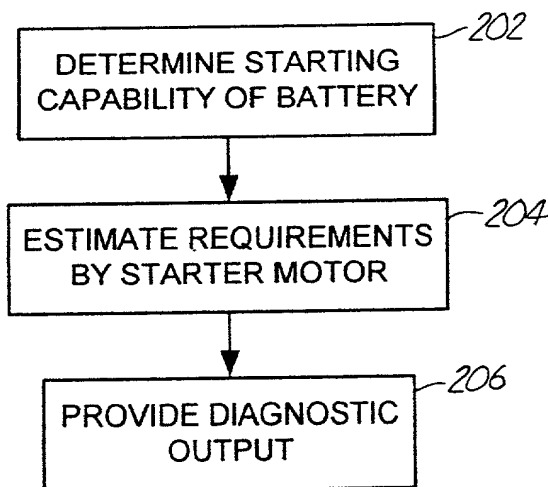 202
DETERMINE STARTING
CAPABILITY OF BATTERY
204
ESTIMATE REQUIREMENTS
BY STARTER MOTOR
206
PROVIDE DIAGNOSTIC
OUTPUT